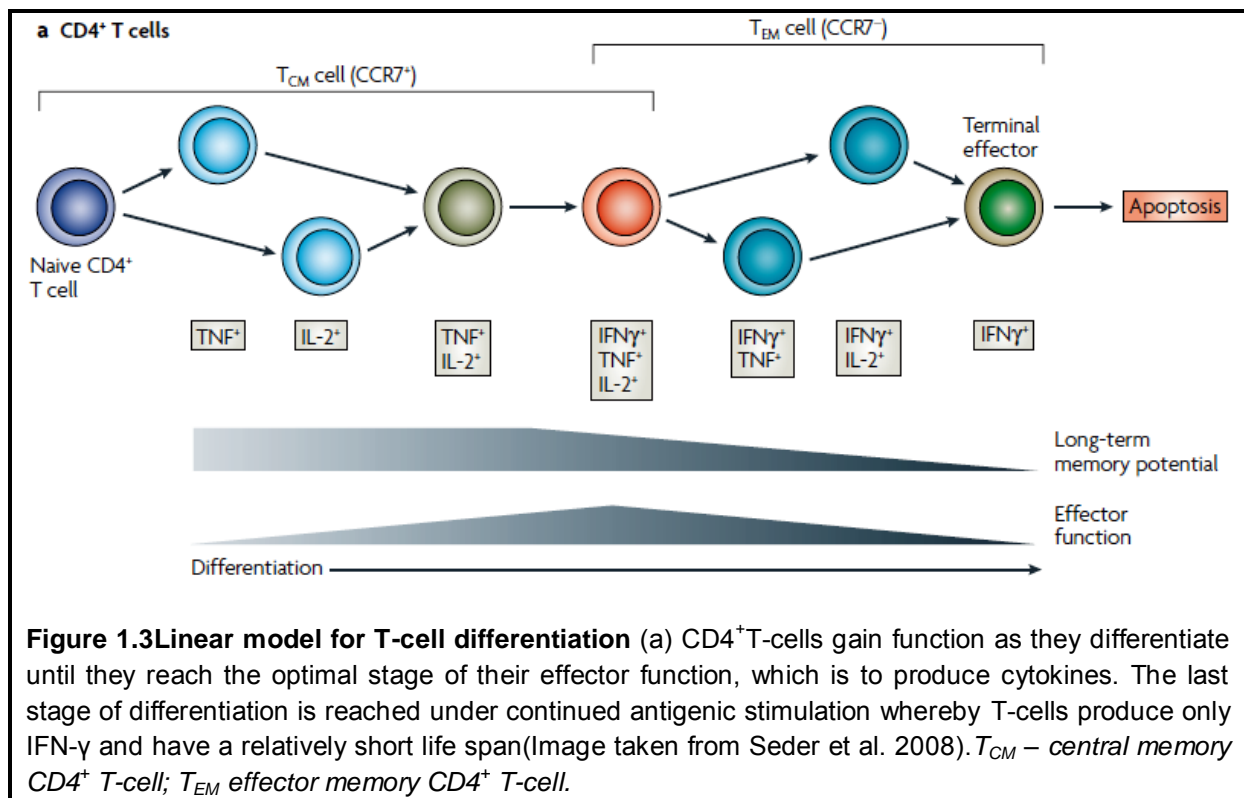 a CD4⁺ T cells
T_EM cell (CCR7⁻)
T_CM cell (CCR7⁺)
Terminal
effector
Apoptosis
Naive CD4⁺
T cell
TNF⁺
IL-2⁺
TNF⁺
IL-2⁺
IFNγ⁺
TNF⁺
IL-2⁺
IFNγ⁺
TNF⁺
IFNγ⁺
IL-2⁺
IFNγ⁺
Long-term
memory potential
Effector
function
Differentiation
Figure 1.3Linear model for T-cell differentiation (a) CD4⁺T-cells gain function as they differentiate
until they reach the optimal stage of their effector function, which is to produce cytokines. The last
stage of differentiation is reached under continued antigenic stimulation whereby T-cells produce only
IFN-γ and have a relatively short life span(Image taken from Seder et al. 2008).T_CM – central memory
CD4⁺ T-cell; T_EM effector memory CD4⁺ T-cell.